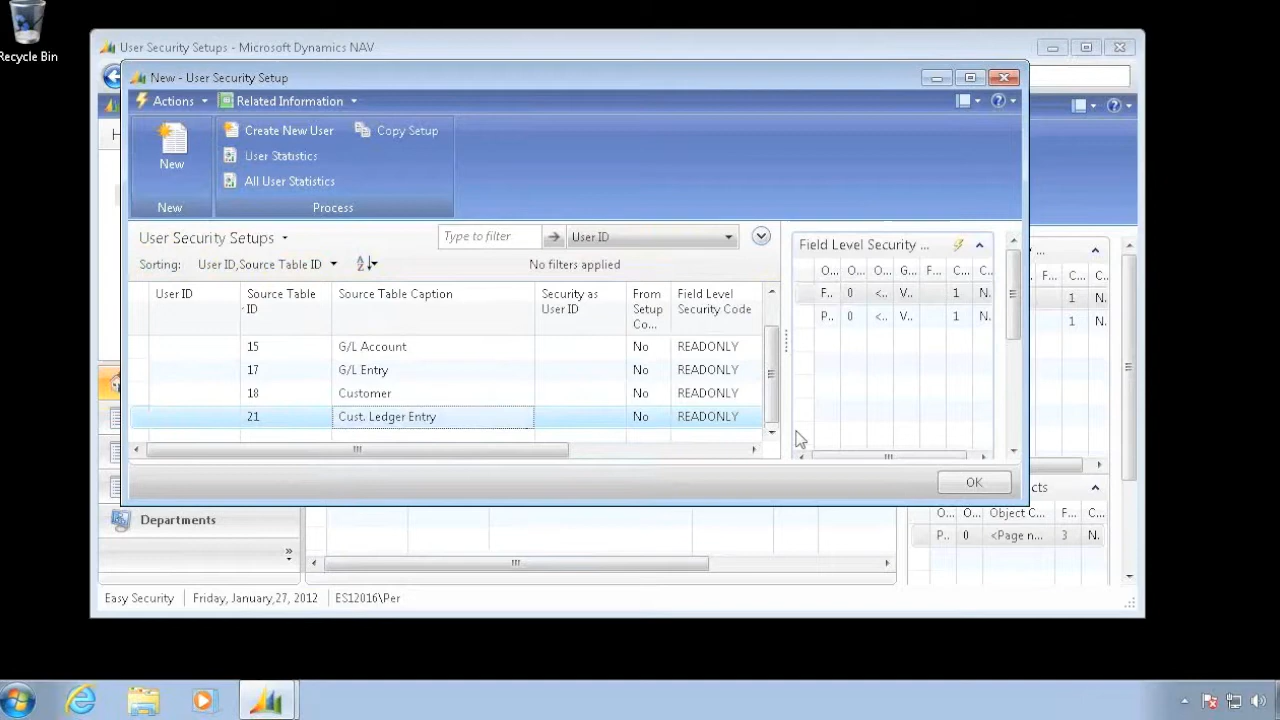 Recycle Bin
User Security Setups - Microsoft Dynamics NAV
New - User Security Setup
Actions
Related Information
New
Create New User
Copy Setup
User Statistics
All User Statistics
New
Process
User Security Setups
Type to filter
User ID
Sorting:
User ID,Source Table ID
No filters applied
User ID
Source Table ID
Source Table Caption
Security as User ID
From Setup Co...
Field Level Security Code
15 G/L Account No READONLY
17 G/L Entry No READONLY
18 Customer No READONLY
21 Cust. Ledger Entry No READONLY
Field Level Security ...
O... O... O... G... F... C... C...
F... 0 <.. V... 1 N.
P... 0 <.. V... 1 N.
OK
F... C... C...
1 N.
1 N.
cts
O... O... Object C... F... C...
P.. 0 <Page n... 3 N.
Departments
Easy Security
Friday, January,27, 2012
ES12016\Per